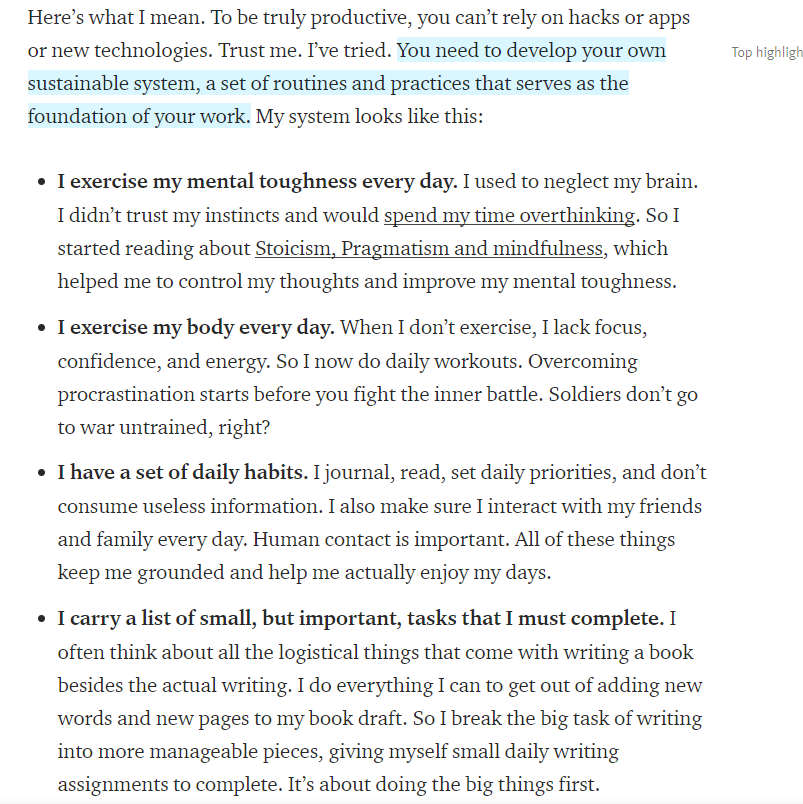 Here’s what I mean. To be truly productive, you can’t rely on hacks or apps
or new technologies. Trust me. I’ve tried. You need to develop your own
Top highligh
sustainable system, a set of routines and practices that serves as the
foundation of your work. My system looks like this:
• I exercise my mental toughness every day. I used to neglect my brain.
I didn’t trust my instincts and would spend my time overthinking. So I
started reading about Stoicism, Pragmatism and mindfulness, which
helped me to control my thoughts and improve my mental toughness.
• I exercise my body every day. When I don’t exercise, I lack focus,
confidence, and energy. So I now do daily workouts. Overcoming
procrastination starts before you fight the inner battle. Soldiers don’t go
to war untrained, right?
• I have a set of daily habits. I journal, read, set daily priorities, and don’t
consume useless information. I also make sure I interact with my friends
and family every day. Human contact is important. All of these things
keep me grounded and help me actually enjoy my days.
• I carry a list of small, but important, tasks that I must complete. I
often think about all the logistical things that come with writing a book
besides the actual writing. I do everything I can to get out of adding new
words and new pages to my book draft. So I break the big task of writing
into more manageable pieces, giving myself small daily writing
assignments to complete. It’s about doing the big things first.